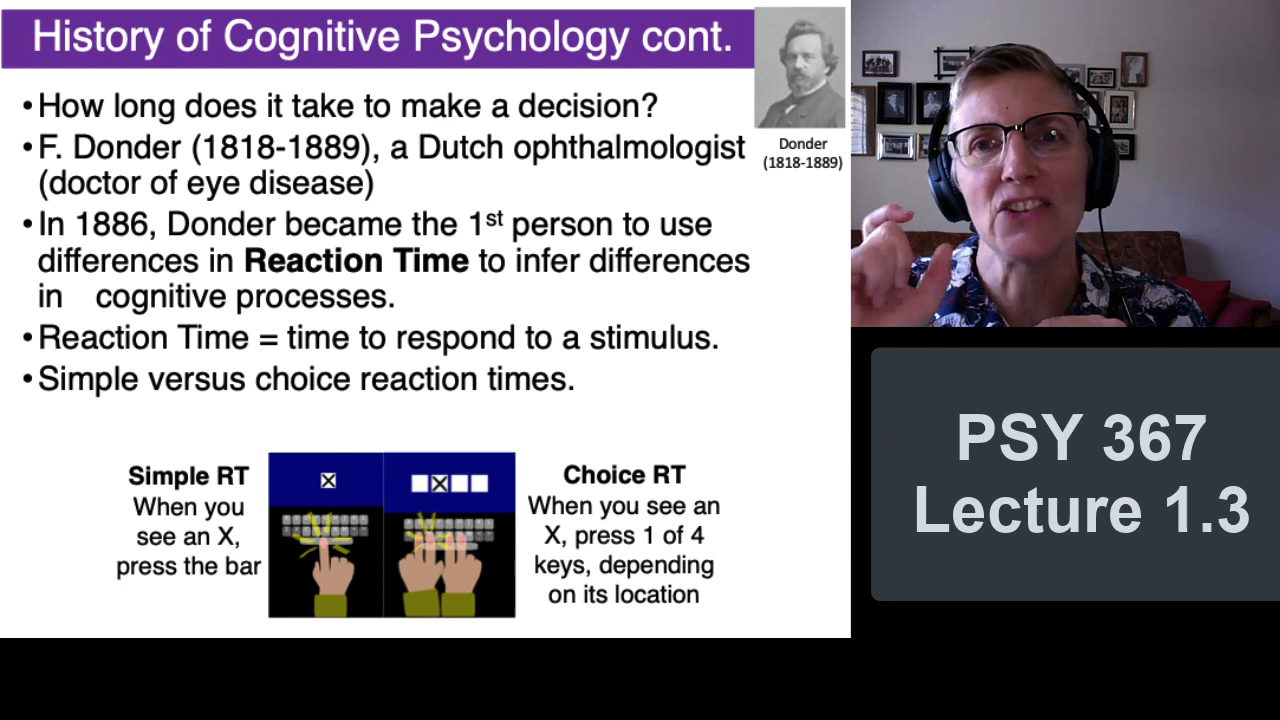 History of Cognitive Psychology cont.
•How long does it take to make a decision?
•F. Donder (1818-1889), a Dutch ophthalmologist
(doctor of eye disease)
•In 1886, Donder became the 1st person to use
differences in Reaction Time to infer differences
in cognitive processes.
•Reaction Time = time to respond to a stimulus.
•Simple versus choice reaction times.
Donder
(1818-1889)
Simple RT
When you
see an X,
press the bar
Choice RT
When you see an
X, press 1 of 4
keys, depending
on its location
PSY 367
Lecture 1.3